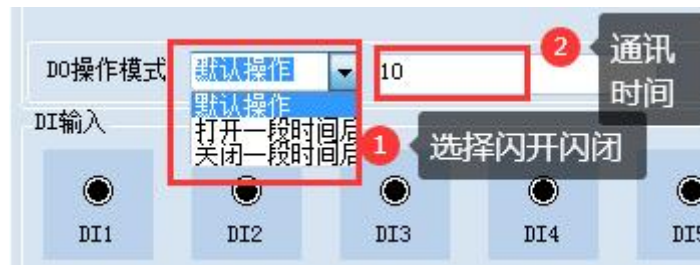 DO操作模式
默认操作
10
2
通讯
时间
默认操作
打开一段时间后
关闭一段时间后
1
选择闪开闪闭
DI输入
DI1
DI2
DI3
DI4
DI5